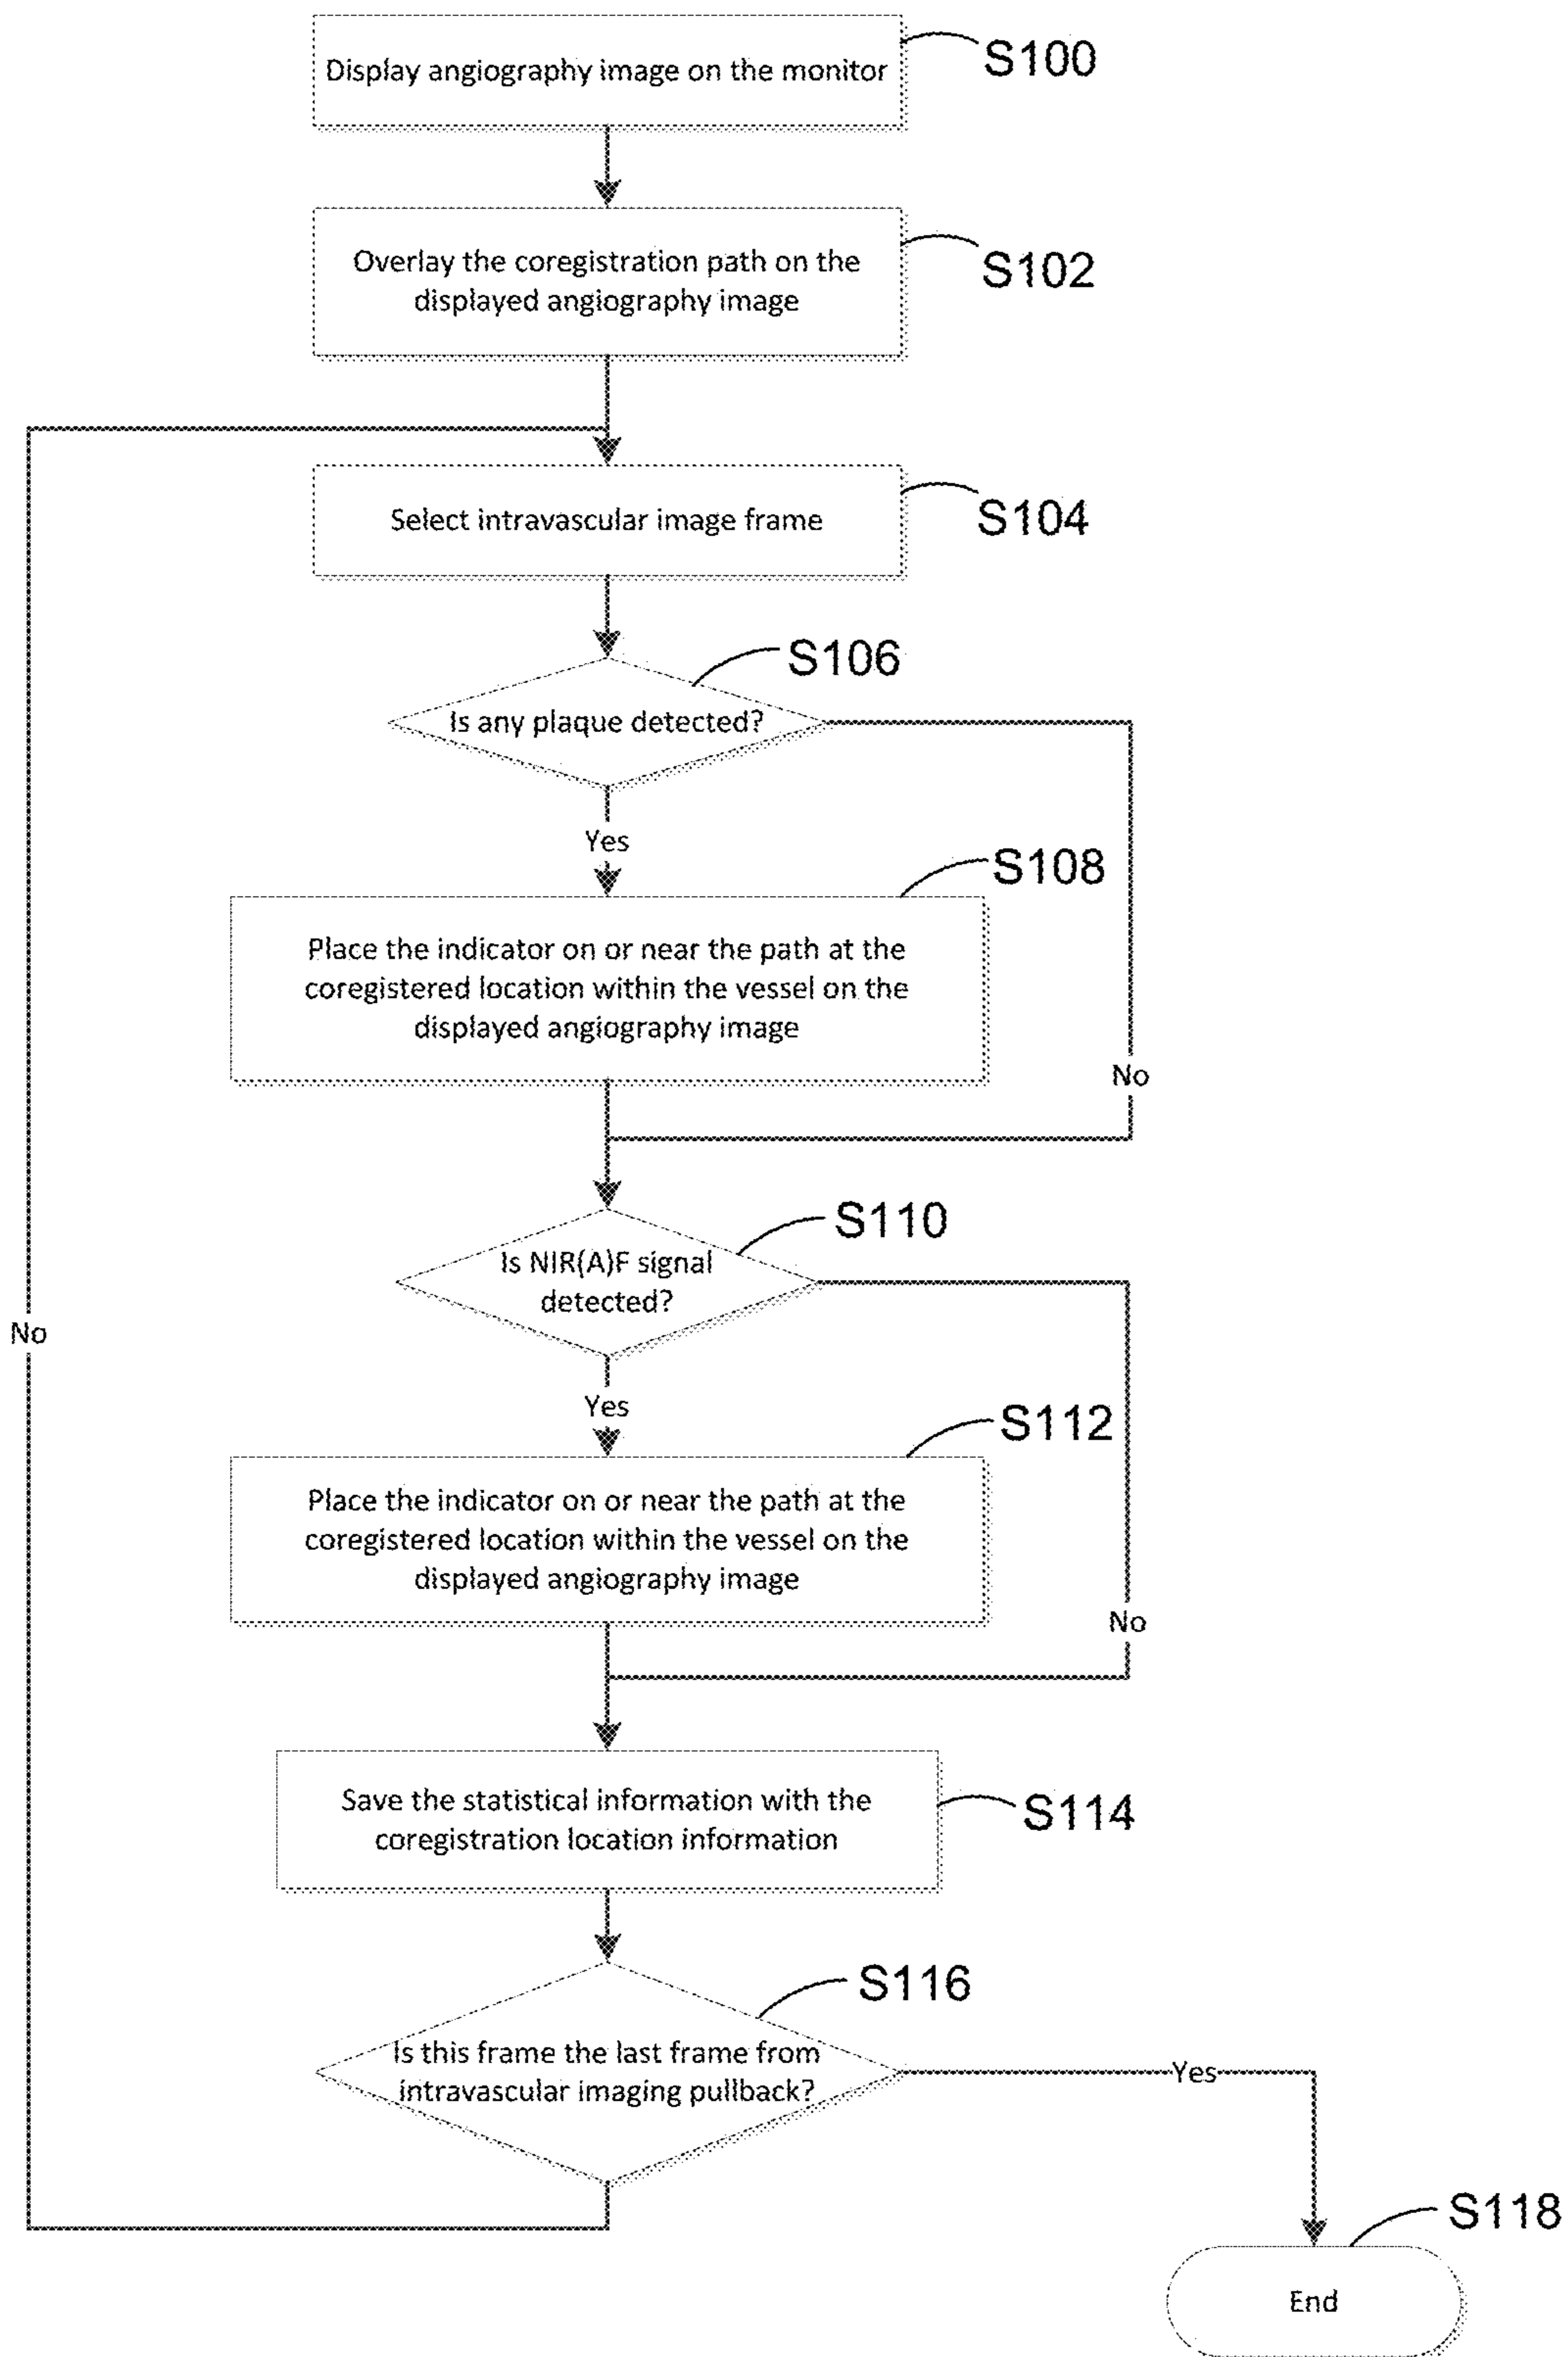 Display angiography image on the monitor
S100
Overlay the coregistration path on the
displayed angiography image
S102
Select intravascular image frame
S104
S106
Is any plaque detected?
Yes
S108
Place the indicator on or near the path at the
coregistered location within the vessel on the
displayed angiography image
No
S110
Is NIR(A)F signal
detected?
No
Yes
S112
Place the indicator on or near the path at the
coregistered location within the vessel on the
displayed angiography image
No
Save the statistical information with the
coregistration location information
S114
S116
Is this frame the last frame from
intravascular imaging pullback?
Yes
S118
End